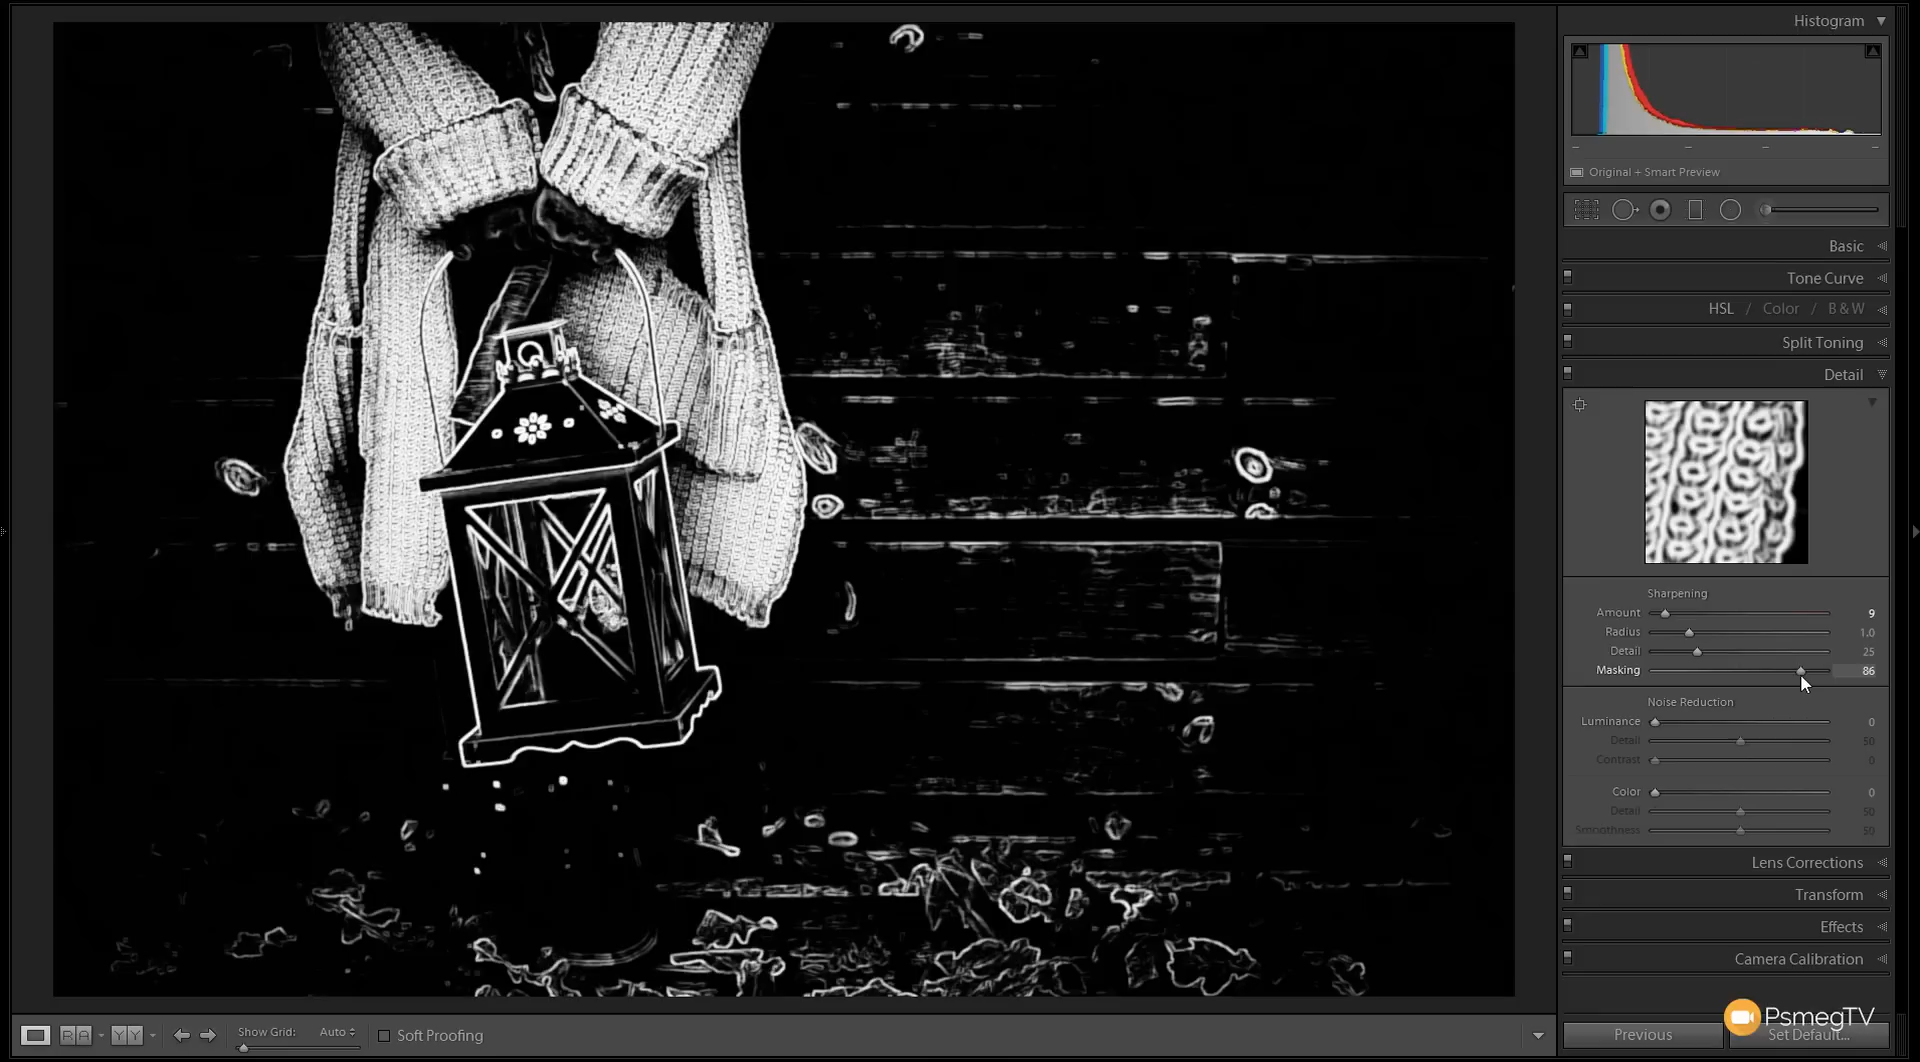 Histogram
Original + Smart Preview
Basic
Tone Curve
HSL / Color / B & W
Split Toning
Detail
Sharpening
Amount 9
Radius 1.0
Detail 25
Masking 86
Noise Reduction
Luminance 0
Detail 50
Contrast 0
Color 0
Detail 50
Smoothness 50
Lens Corrections
Transform
Effects
Camera Calibration
PsmegTV
R A Y Y Show Grid: Auto Soft Proofing Previous Set Default...